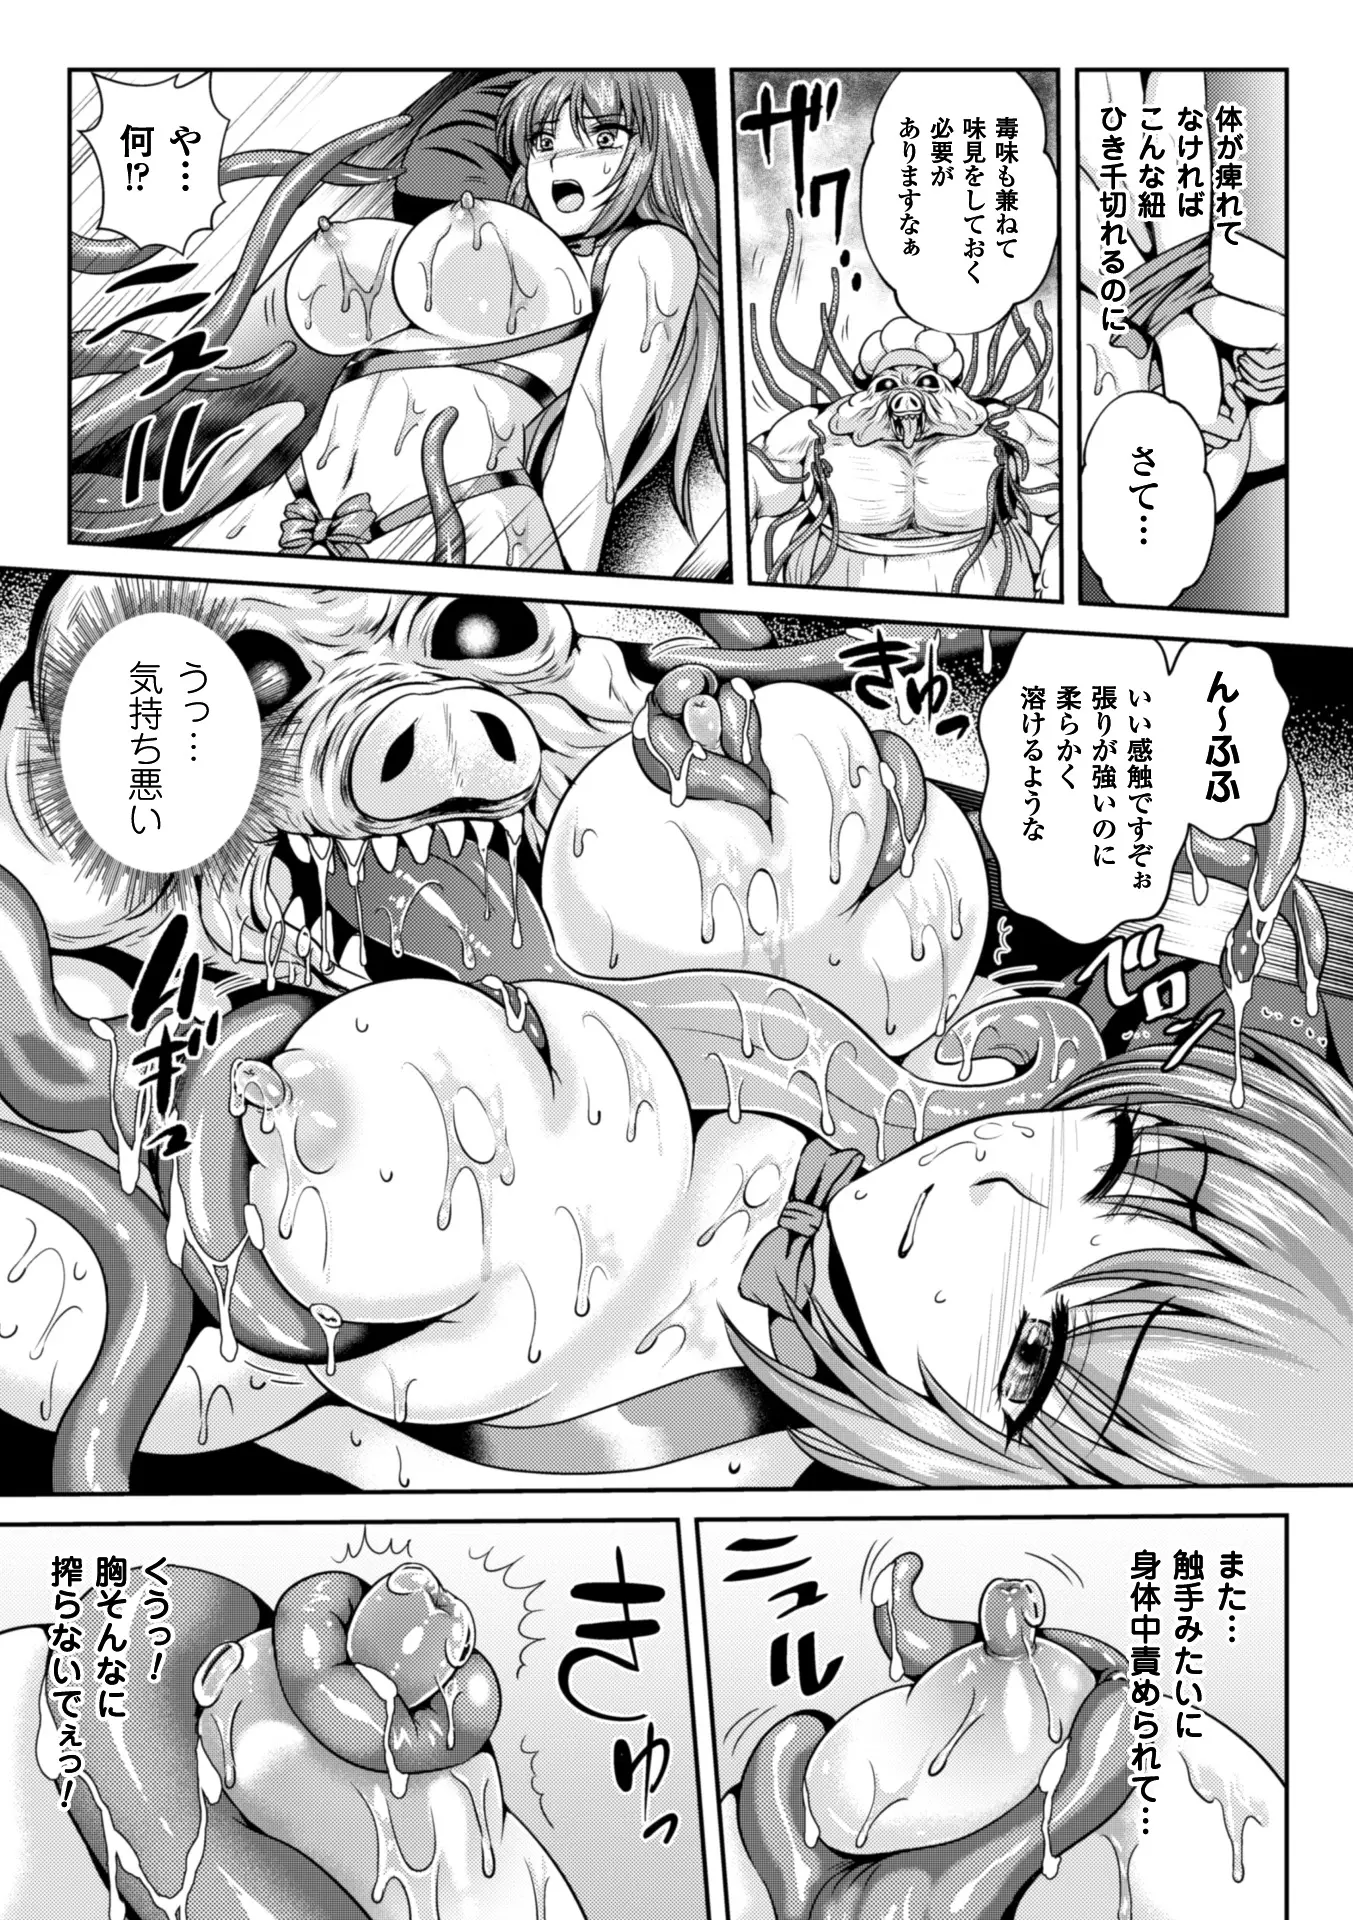 体が痺れて
なければ
こんな紐
ひき千切れるのに
さて…
毒味も兼ねて
味見をしておく
必要が
ありますなぁ
ザワ…
や…
何!?
ニュル
ん〜ふふ
いい感触ですぞぉ
張りが強いのに
柔らかく
溶けるような
きゅっ
うっ…
気持ち悪い
ムギュ
デロン
また…
触手みたいに
身体中責められて…
ニュル
くうっ!
胸そんなに
搾らないでぇっ!
きゅっ